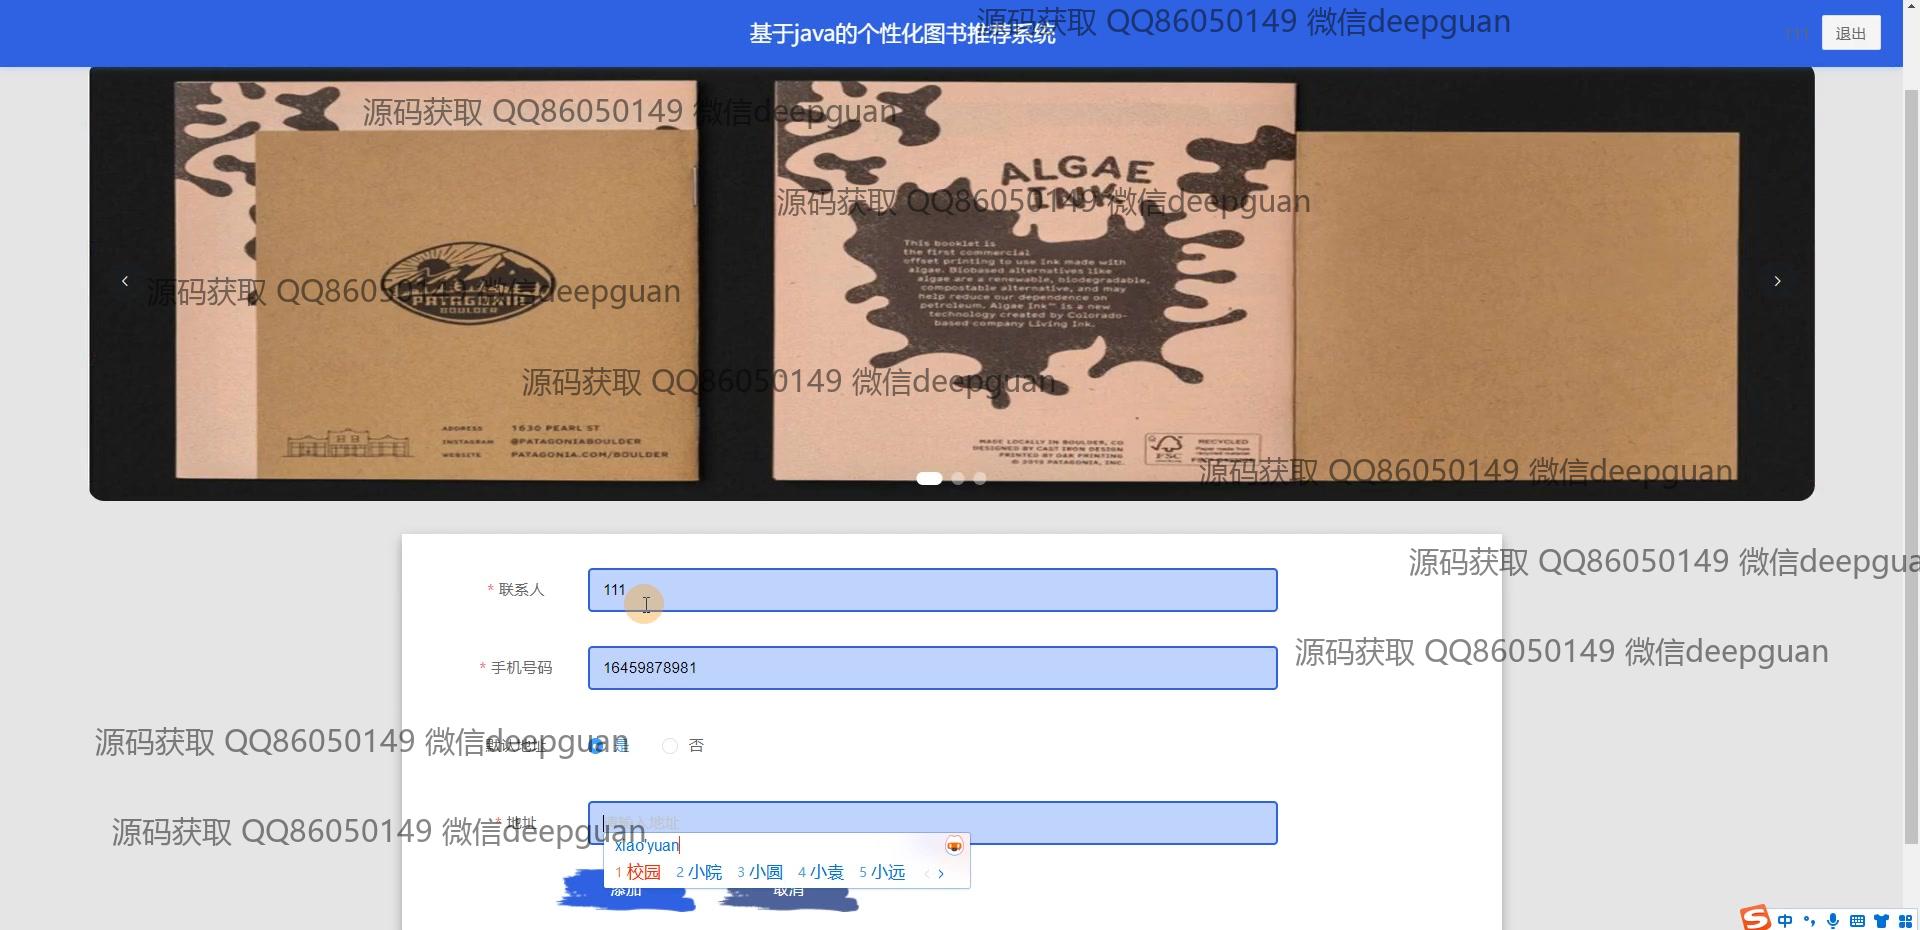 基于java的个性化图书推荐系统
源码获取 QQ86050149 微信deepguan
111
退出
源码获取 QQ86050149 微信deepguan
ALGAE
INK
源码获取 QQ86050149 微信deepguan
This booklet is
the first commercial
offset printing to use ink made with
algae. Biobased alternatives like
algae are a renewable, biodegradable,
compostable alternative, and may
help reduce our dependence on
petroleum. Algae Ink™ is a new
technology created by Colorado-
based company Living Ink.
源码获取 QQ86050149 微信deepguan
PATAGONIA
BOULDER
源码获取 QQ86050149 微信deepguan
ADDRESS 1630 PEARL ST
INSTAGRAM @PATAGONIABOULDER
WEBSITE PATAGONIA.COM/BOULDER
MADE LOCALLY IN BOULDER, CO
DESIGNED BY CAST IRON DESIGN
PRINTED BY D&K PRINTING
© 2019 PATAGONIA, INC.
FSC
RECYCLED
源码获取 QQ86050149 微信deepguan
源码获取 QQ86050149 微信deepgua
* 联系人
111
源码获取 QQ86050149 微信deepguan
* 手机号码
16459878981
源码获取 QQ86050149 微信deepguan
默认地址
是
否
源码获取 QQ86050149 微信deepguan
* 地址
请输入地址
xiao'yuan
1 校园 2 小院 3 小圆 4 小袁 5 小远
添加
取消
中